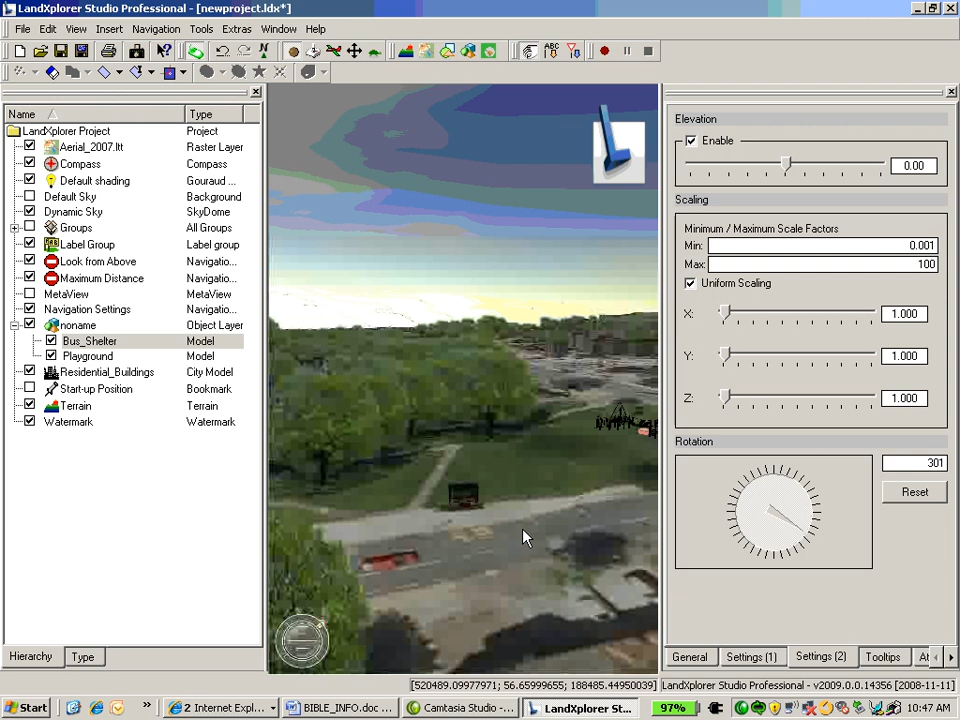 LandXplorer Studio Professional - [newproject.ldx*]
File Edit View Insert Navigation Tools Extras Window Help
N ABC
Name Type
LandXplorer Project Project
Aerial_2007.ltt Raster Layer
Compass Compass
Default shading Gouraud ...
Default Sky Background
Dynamic Sky SkyDome
Groups All Groups
Label Group Label group
Look from Above Navigatio...
Maximum Distance Navigatio...
MetaView MetaView
Navigation Settings Navigatio...
noname Object Layer
Bus_Shelter Model
Playground Model
Residential_Buildings City Model
Start-up Position Bookmark
Terrain Terrain
Watermark Watermark
Hierarchy Type
Elevation
Enable
0.00
Scaling
Minimum / Maximum Scale Factors
Min: 0.001
Max: 100
Uniform Scaling
X: 1.000
Y: 1.000
Z: 1.000
Rotation
301
Reset
General Settings (1) Settings (2) Tooltips At
[520489.09977971; 56.65999655; 188485.44950039] LandXplorer Studio Professional - v2009.0.0.14356 [2008-11-11]
Start » 2 Internet Expl... BIBLE_INFO.doc ... Camtasia Studio -... LandXplorer St... 97% 10:47 AM